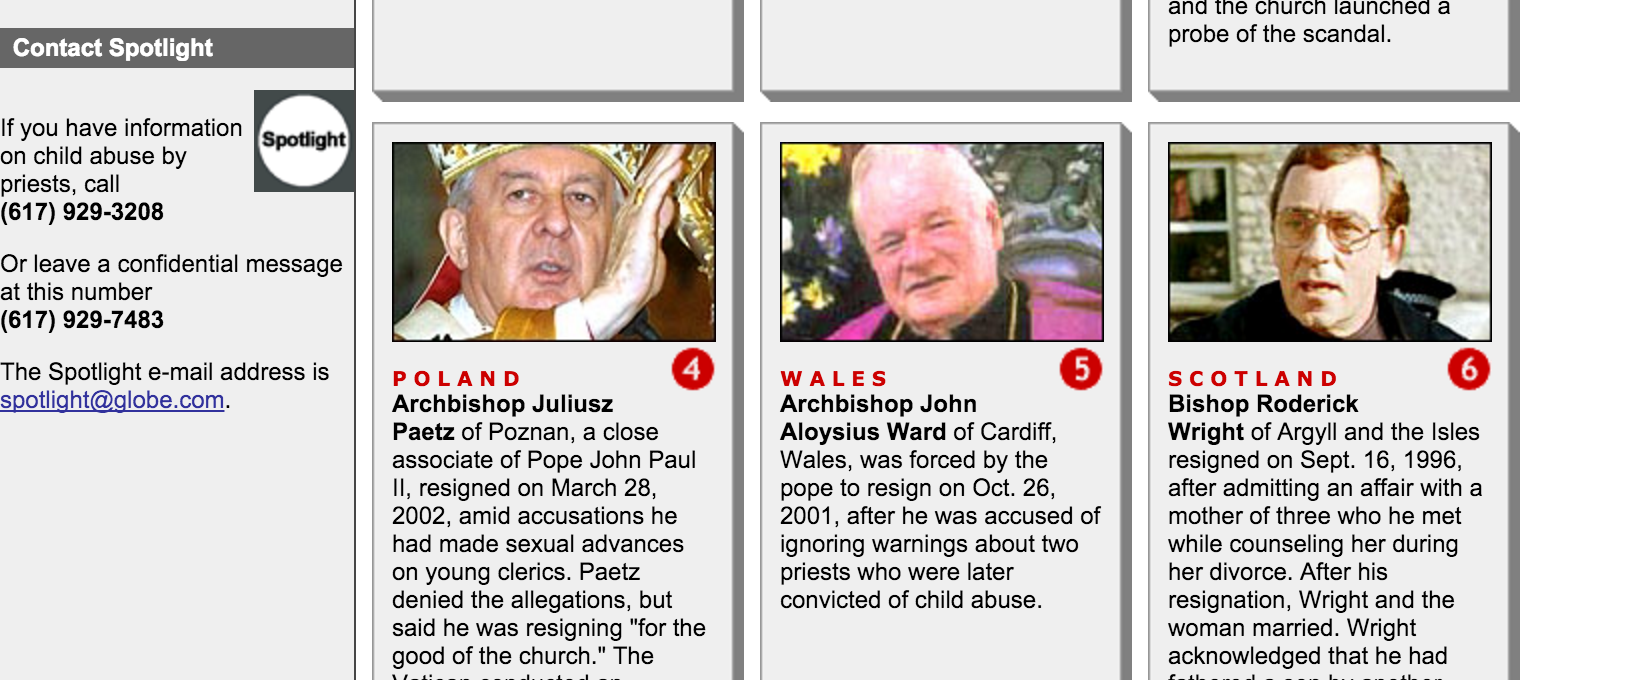 Contact Spotlight
If you have information
on child abuse by
priests, call
(617) 929-3208
Spotlight
Or leave a confidential message
at this number
(617) 929-7483
The Spotlight e-mail address is
spotlight@globe.com.
and the church launched a
probe of the scandal.
4
POLAND
Archbishop Juliusz
Paetz of Poznan, a close
associate of Pope John Paul
II, resigned on March 28,
2002, amid accusations he
had made sexual advances
on young clerics. Paetz
denied the allegations, but
said he was resigning "for the
good of the church." The
Vatican conducted an
5
WALES
Archbishop John
Aloysius Ward of Cardiff,
Wales, was forced by the
pope to resign on Oct. 26,
2001, after he was accused of
ignoring warnings about two
priests who were later
convicted of child abuse.
6
SCOTLAND
Bishop Roderick
Wright of Argyll and the Isles
resigned on Sept. 16, 1996,
after admitting an affair with a
mother of three who he met
while counseling her during
her divorce. After his
resignation, Wright and the
woman married. Wright
acknowledged that he had
fathered a son by another